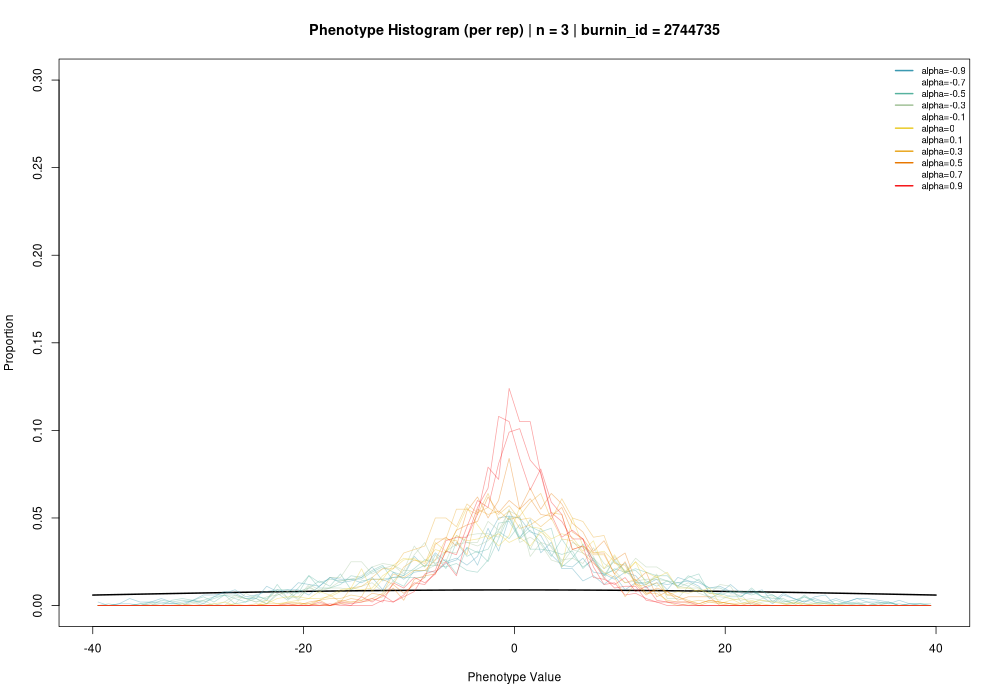 Phenotype Histogram (per rep) | n = 3 | burnin_id = 2744735
alpha=-0.9
alpha=-0.7
alpha=-0.5
alpha=-0.3
alpha=-0.1
alpha=0
alpha=0.1
alpha=0.3
alpha=0.5
alpha=0.7
alpha=0.9
Proportion
0.30
0.25
0.20
0.15
0.10
0.05
0.00
-40
-20
0
20
40
Phenotype Value